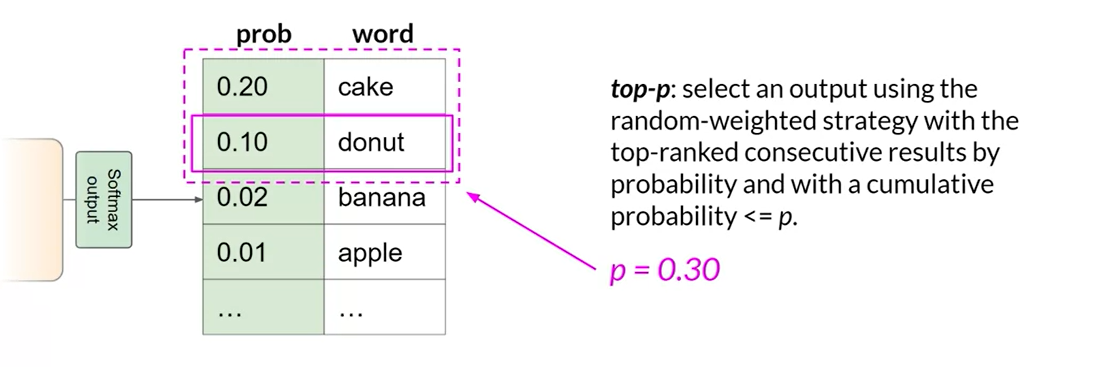 prob word
0.20 cake
0.10 donut
0.02 banana
0.01 apple
... ...
Softmax
output
top-p: select an output using the
random-weighted strategy with the
top-ranked consecutive results by
probability and with a cumulative
probability <= p.
p = 0.30